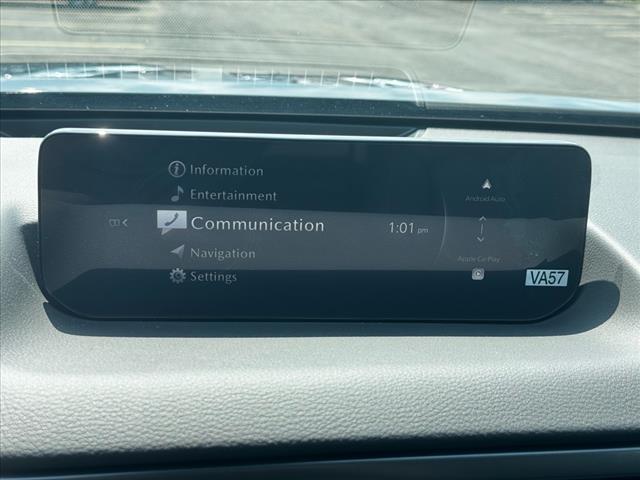 Information
Entertainment
Communication 1:01 pm
Navigation
Settings
Android Auto
Apple CarPlay
VA57